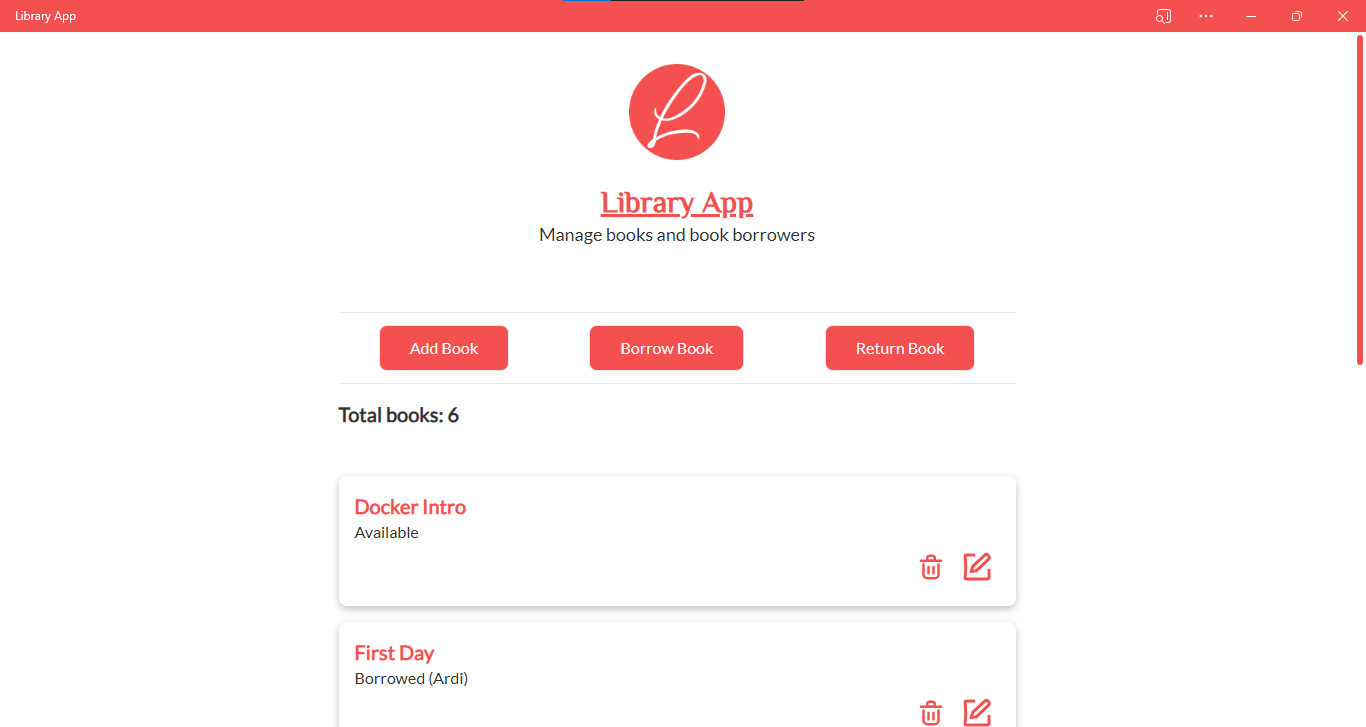 Library App
L
Library App
Manage books and book borrowers
Add Book Borrow Book Return Book
Total books: 6
Docker Intro
Available
First Day
Borrowed (Ardi)